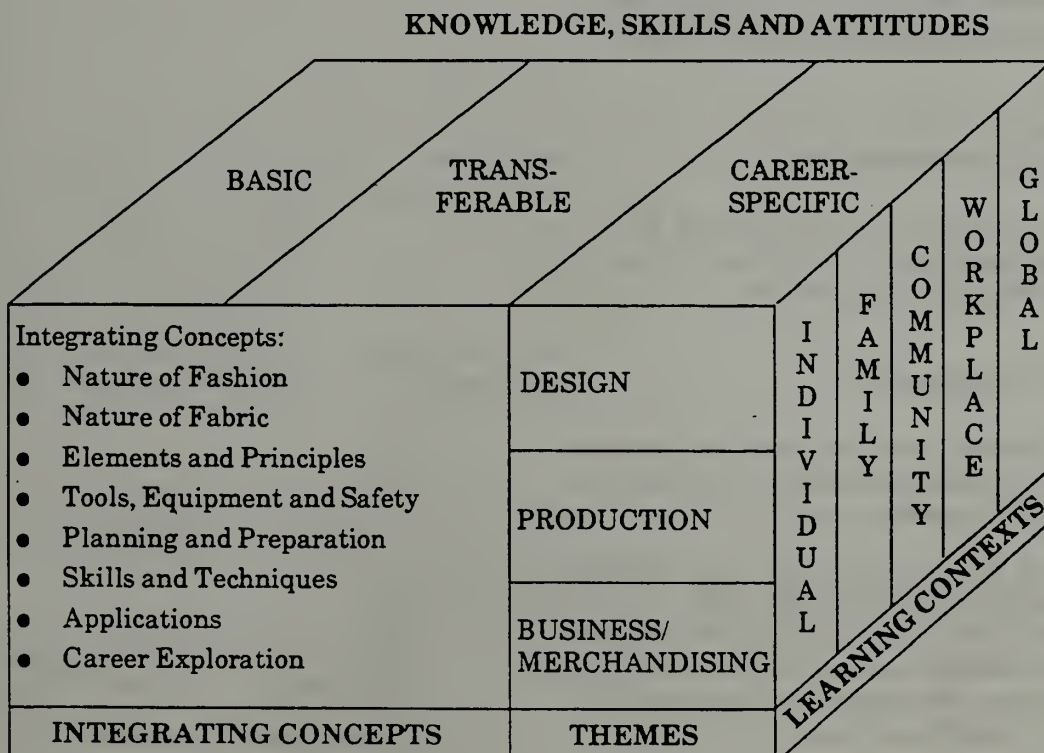 KNOWLEDGE, SKILLS AND ATTITUDES
BASIC
TRANS-
FERABLE
CAREER-
SPECIFIC
Integrating Concepts:
• Nature of Fashion
• Nature of Fabric
• Elements and Principles
• Tools, Equipment and Safety
• Planning and Preparation
• Skills and Techniques
• Applications
• Career Exploration
DESIGN
PRODUCTION
BUSINESS/
MERCHANDISING
INDIVIDUAL
FAMILY
COMMUNITY
WORKPLACE
GLOBAL
LEARNING CONTEXTS
INTEGRATING CONCEPTS
THEMES